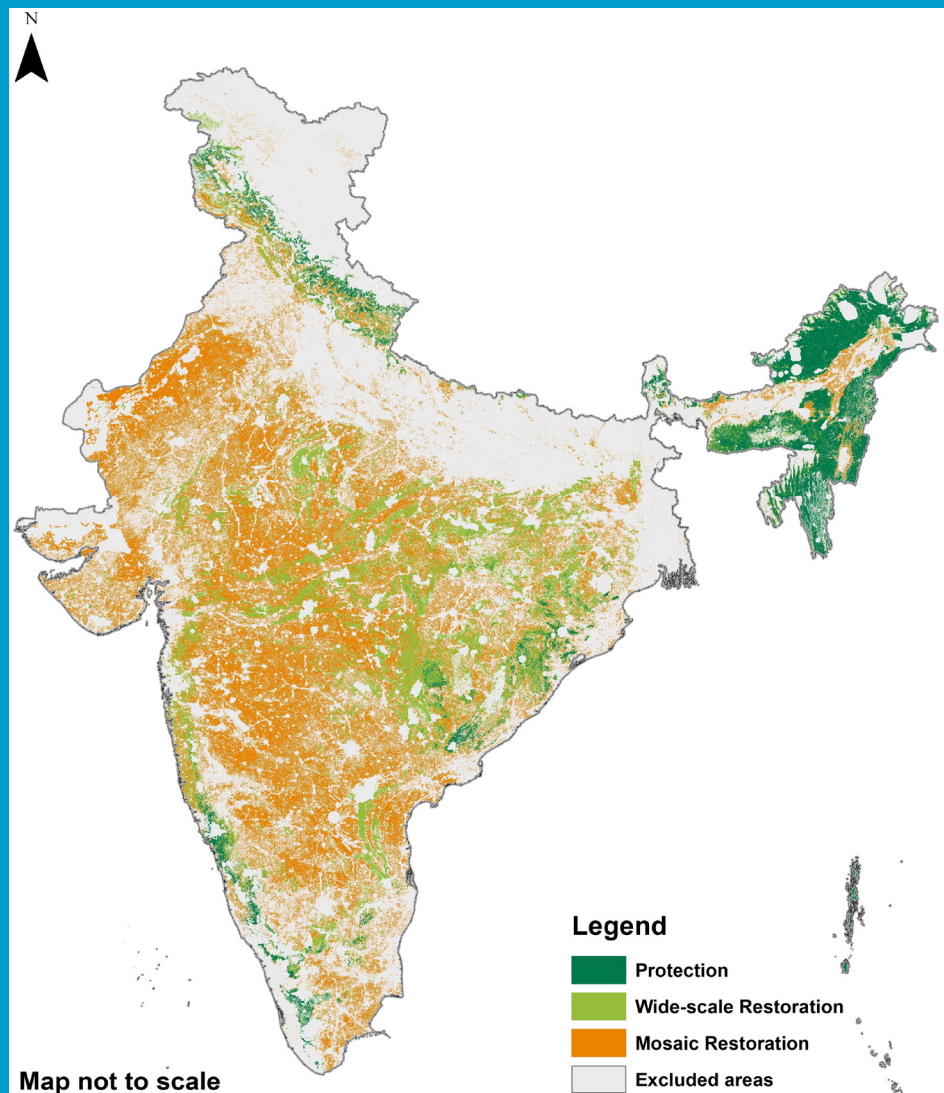 N
Legend
Protection
Wide-scale Restoration
Mosaic Restoration
Excluded areas
Map not to scale